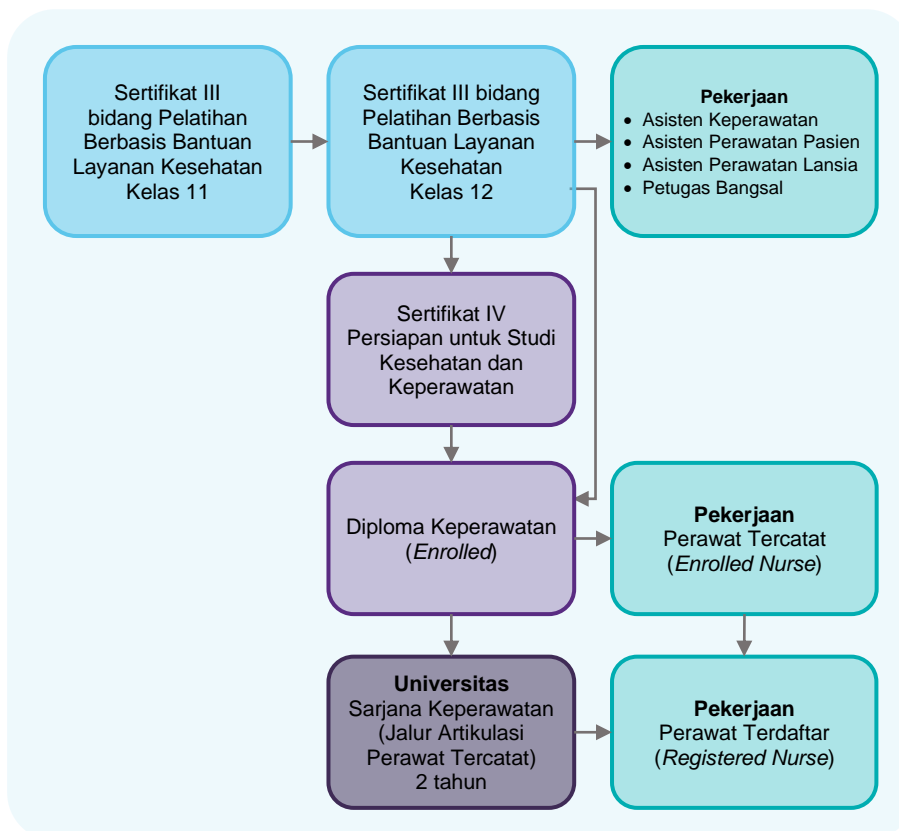 Sertifikat III
bidang Pelatihan
Berbasis Bantuan
Layanan Kesehatan
Kelas 11
Sertifikat III bidang
Pelatihan Berbasis
Bantuan Layanan
Kesehatan
Kelas 12
Pekerjaan
• Asisten Keperawatan
• Asisten Perawatan Pasien
• Asisten Perawatan Lansia
• Petugas Bangsal
Sertifikat IV
Persiapan untuk Studi
Kesehatan dan
Keperawatan
Diploma Keperawatan
(Enrolled)
Pekerjaan
Perawat Tercatat
(Enrolled Nurse)
Universitas
Sarjana Keperawatan
(Jalur Artikulasi
Perawat Tercatat)
2 tahun
Pekerjaan
Perawat Terdaftar
(Registered Nurse)